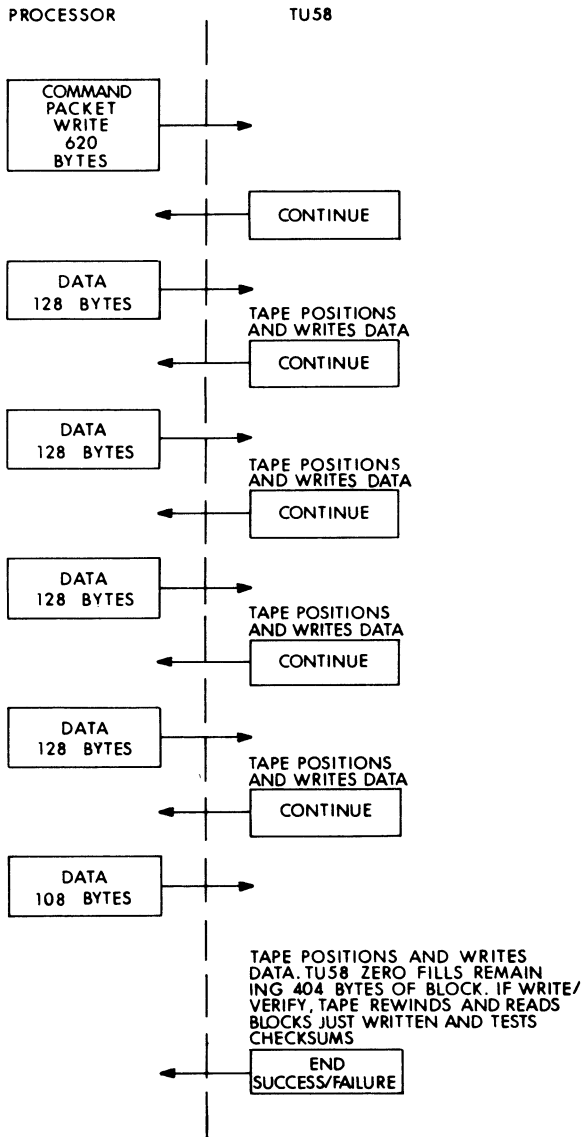 PROCESSOR TU58
COMMAND
PACKET
WRITE
620
BYTES
CONTINUE
DATA
128 BYTES
TAPE POSITIONS
AND WRITES DATA
CONTINUE
DATA
128 BYTES
TAPE POSITIONS
AND WRITES DATA
CONTINUE
DATA
128 BYTES
TAPE POSITIONS
AND WRITES DATA
CONTINUE
DATA
128 BYTES
TAPE POSITIONS
AND WRITES DATA
CONTINUE
DATA
108 BYTES
TAPE POSITIONS AND WRITES
DATA. TU58 ZERO FILLS REMAIN
ING 404 BYTES OF BLOCK. IF WRITE/
VERIFY, TAPE REWINDS AND READS
BLOCKS JUST WRITTEN AND TESTS
CHECKSUMS
END
SUCCESS/FAILURE